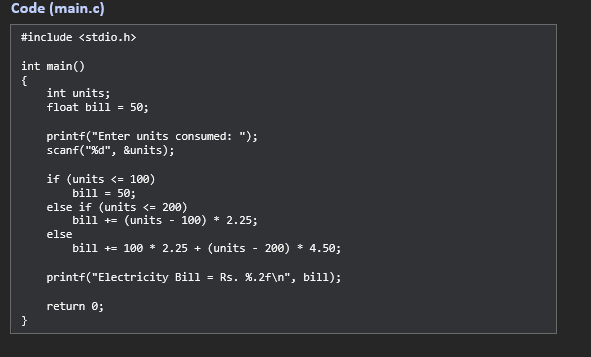 Code (main.c)
#include <stdio.h>
int main()
{
    int units;
    float bill = 50;
    printf("Enter units consumed: ");
    scanf("%d", &units);
    if (units <= 100)
        bill = 50;
    else if (units <= 200)
        bill += (units - 100) * 2.25;
    else
        bill += 100 * 2.25 + (units - 200) * 4.50;
    printf("Electricity Bill = Rs. %.2f\n", bill);
    return 0;
}